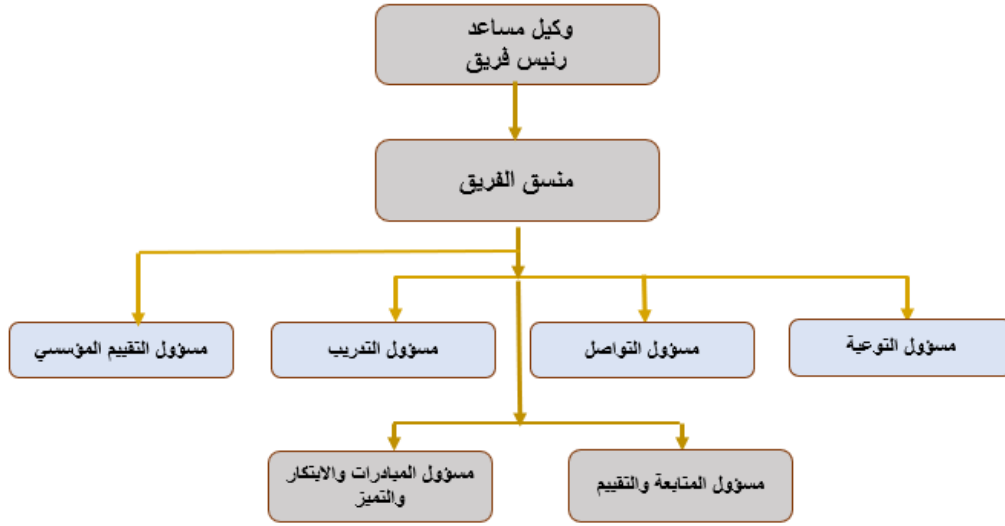 وكيل مساعد
رئيس فريق
منسق الفريق
مسؤول التوعية
مسؤول التواصل
مسؤول التدريب
مسؤول التقييم المؤسسي
مسؤول المتابعة والتقييم
مسؤول المبادرات والابتكار
والتميز